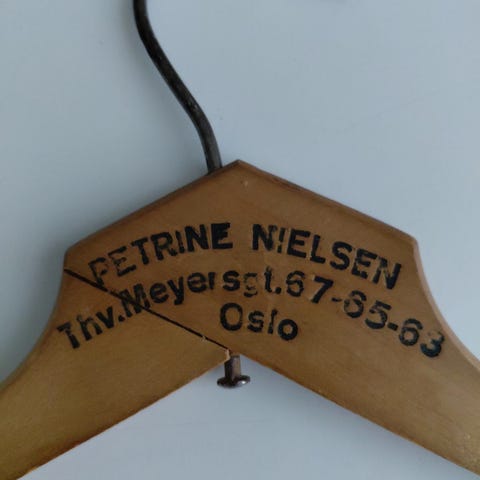 PETRINE NIELSEN
Thv.Meyersgt.67-65-63
Oslo